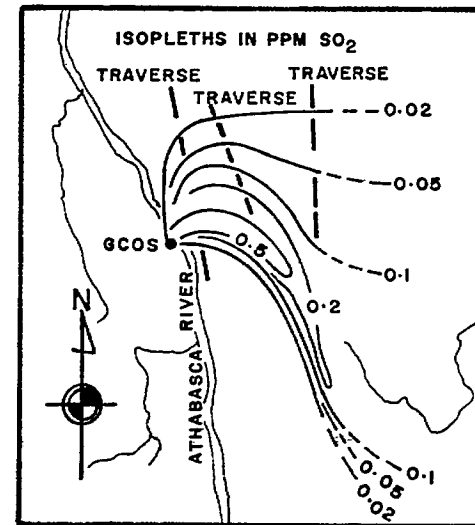 ISOPLETHS IN PPM SO2
TRAVERSE
TRAVERSE
TRAVERSE
0.02
0.05
GCOS
0.5
0.1
0.2
N
ATHABASCA RIVER
0.1
0.05
0.02